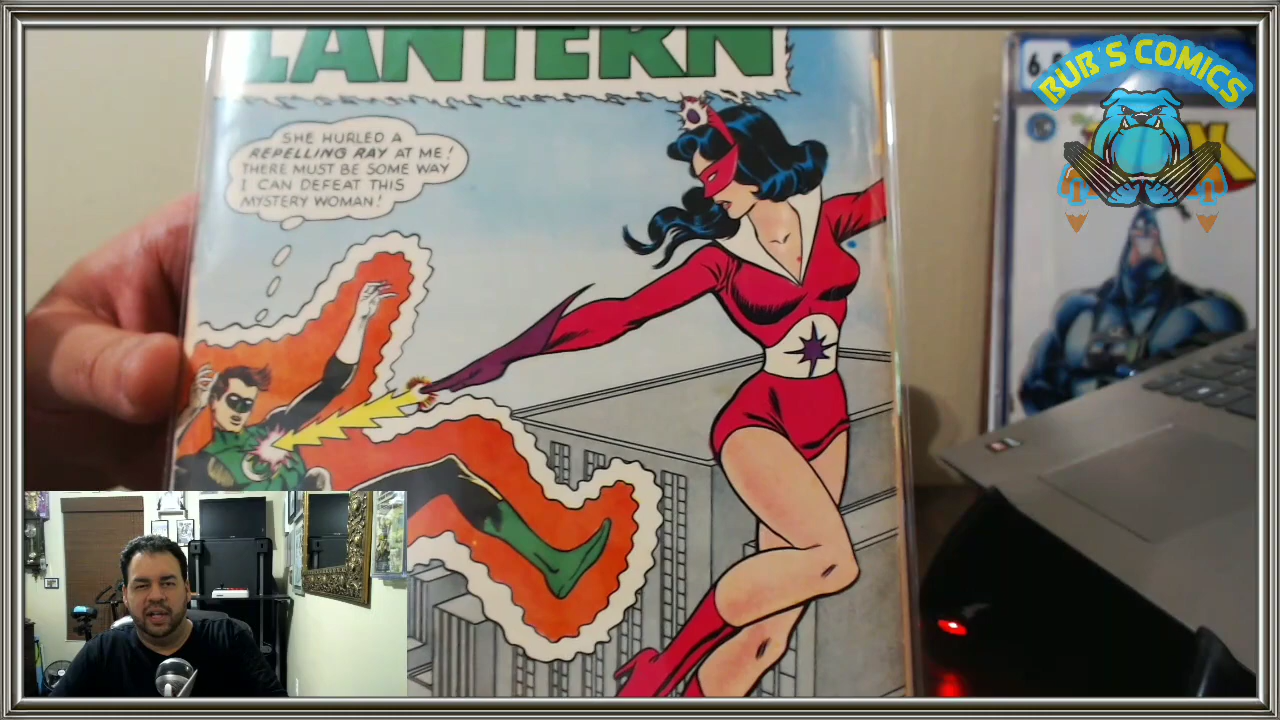 LANTERN
SHE HURLED A
REPELLING RAY AT ME!
THERE MUST BE SOME WAY
I CAN DEFEAT THIS
MYSTERY WOMAN!
BUB'S COMICS